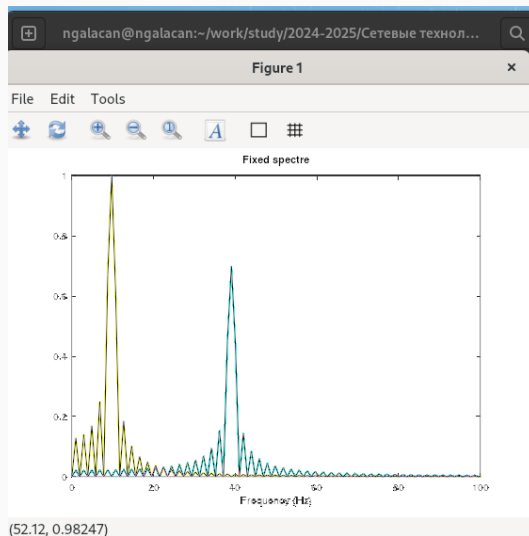 ngalacan@ngalacan:~/work/study/2024-2025/Сетевые технол...
Figure 1
×
File Edit Tools
A
Fixed spectre
1
0.8
0.6
0.4
0.2
0
0 20 40 60 80 100
Frequency (Hz)
(52.12, 0.98247)